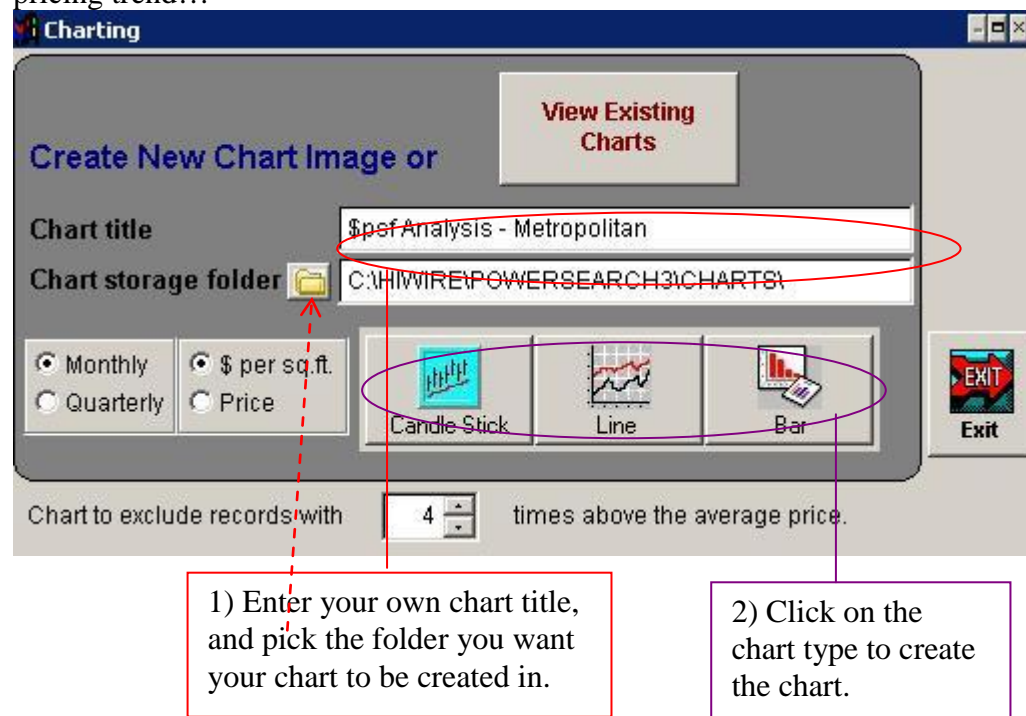 pricing trend…
Charting
View Existing
Charts
Create New Chart Image or
Chart title
$psf Analysis - Metropolitan
Chart storage folder
C:\HIWIRE\POWERSEARCH3\CHARTS\
Monthly
$ per sq.ft.
Quarterly
Price
Candle Stick
Line
Bar
EXIT
Exit
Chart to exclude records with 4 times above the average price.
1) Enter your own chart title,
and pick the folder you want
your chart to be created in.
2) Click on the
chart type to create
the chart.